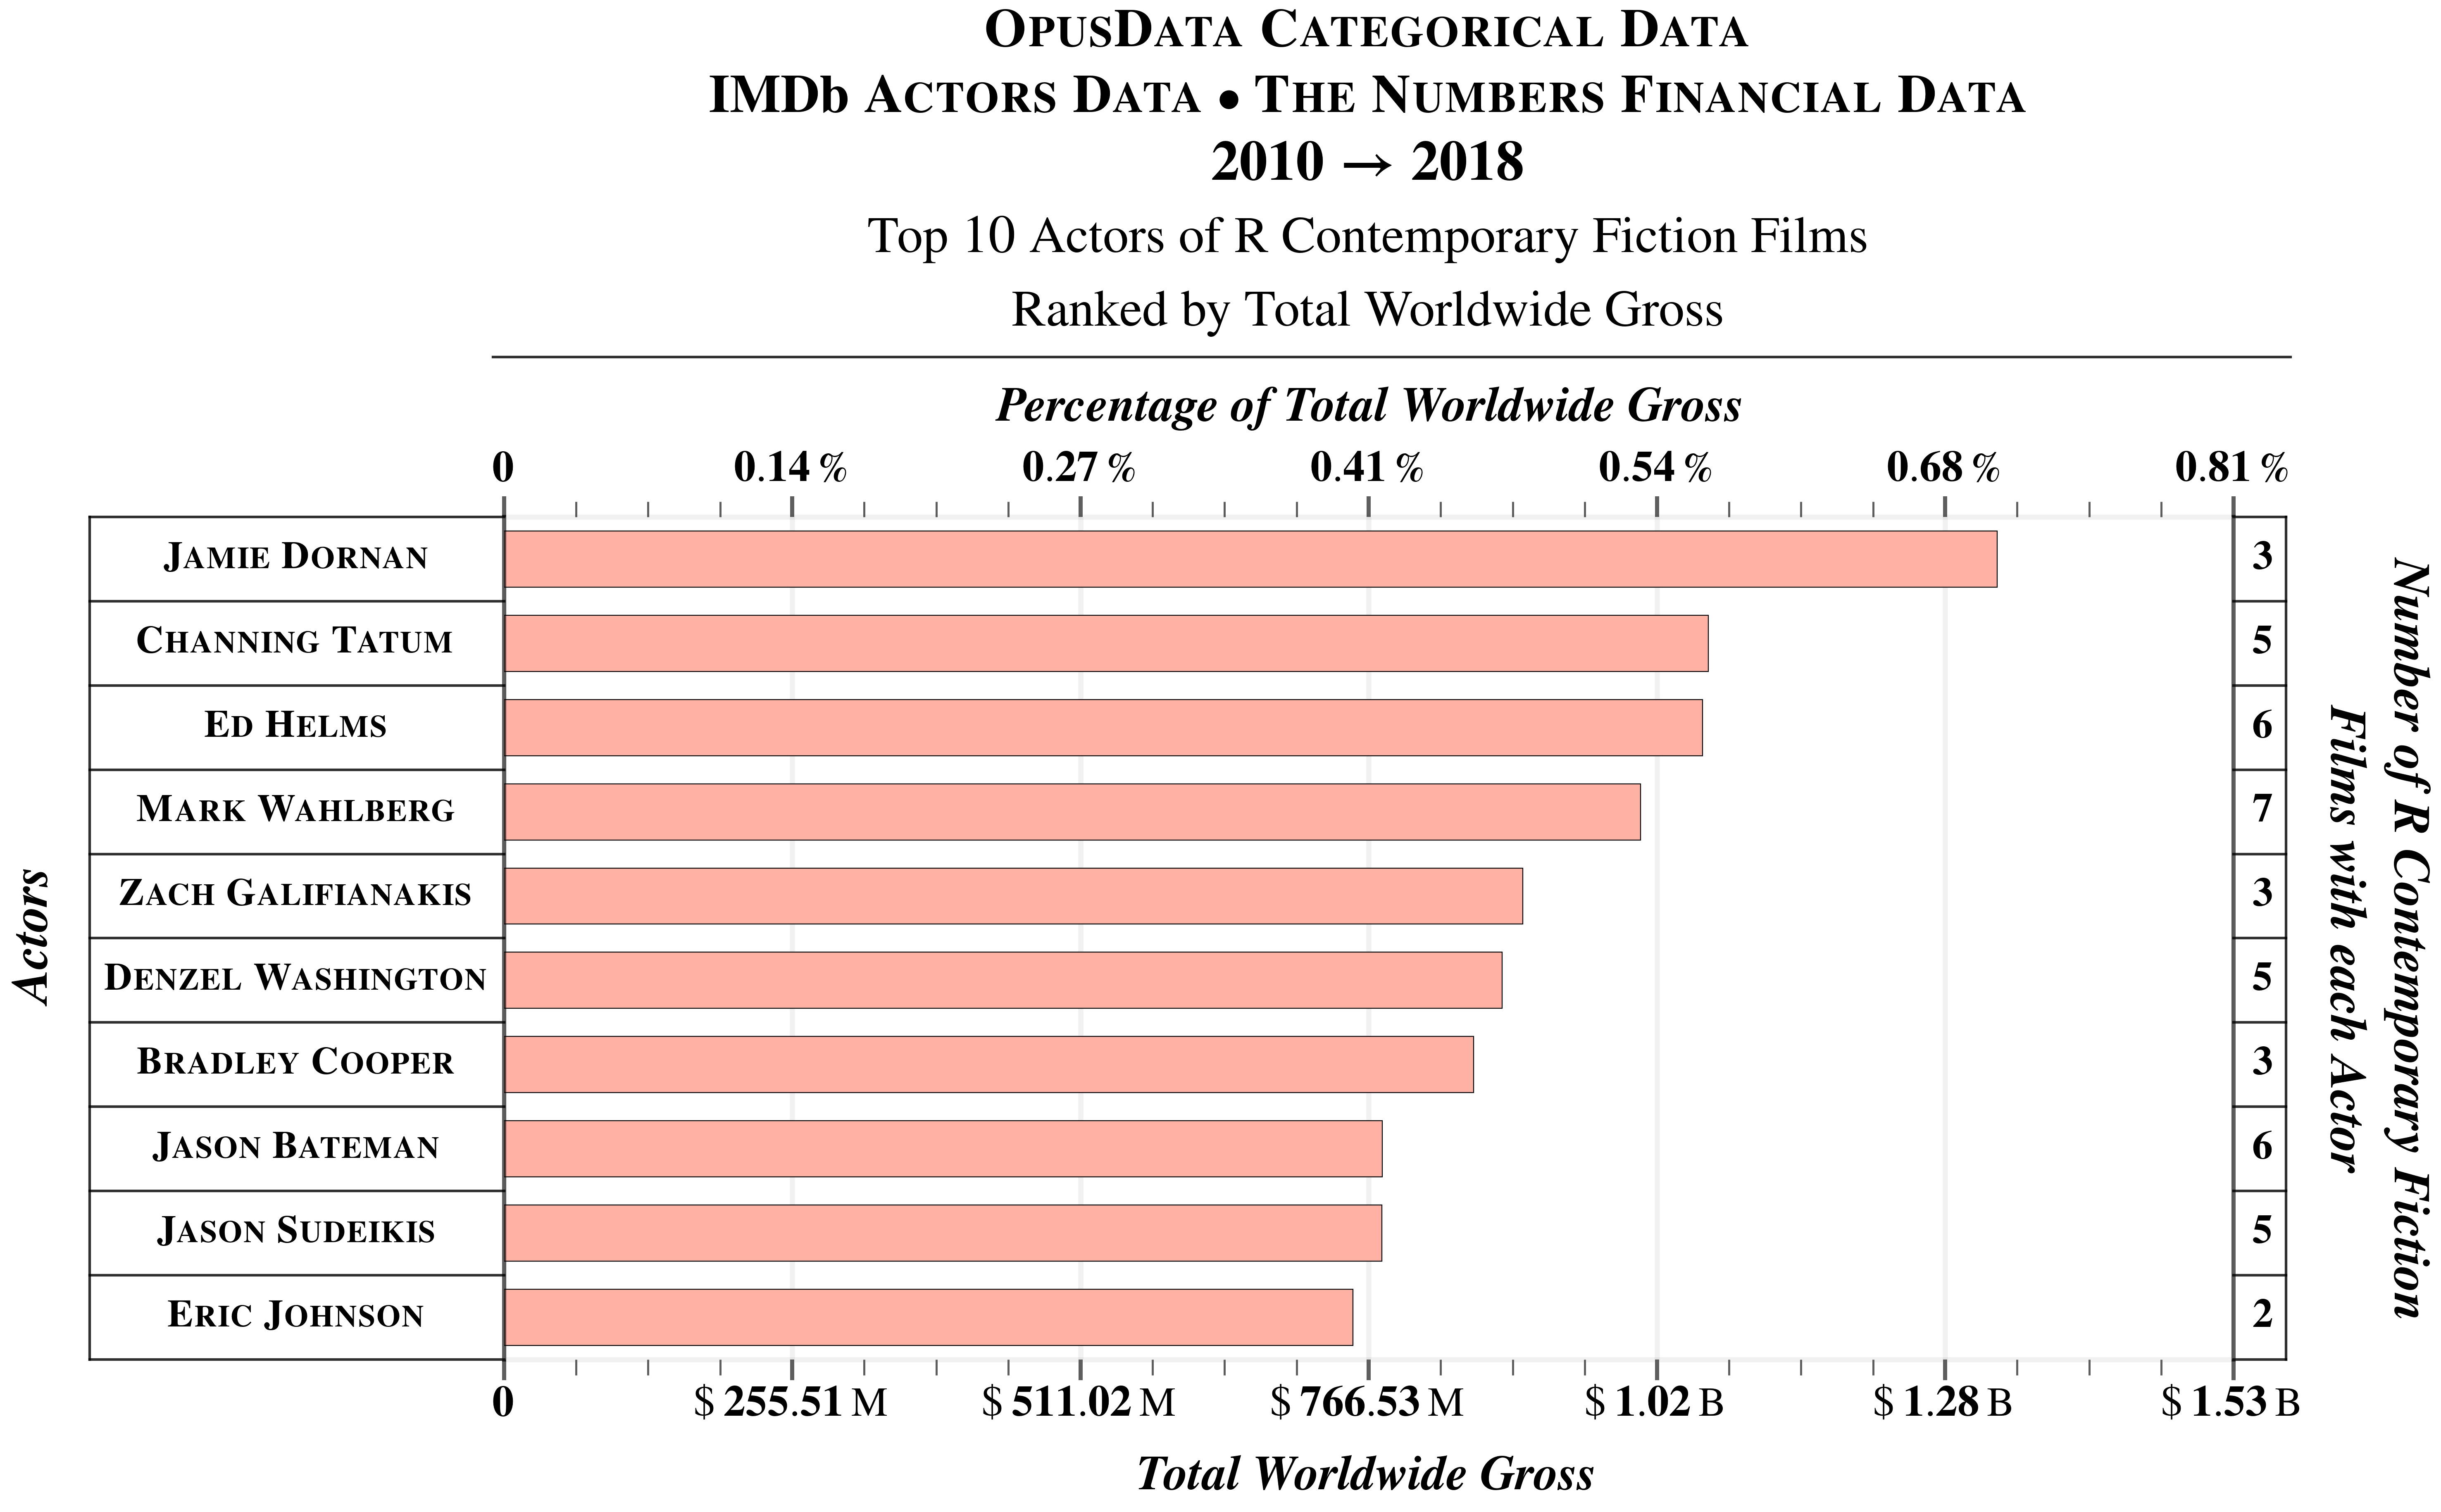 OpusData Categorical Data
IMDb Actors Data • The Numbers Financial Data
2010 → 2018
Top 10 Actors of R Contemporary Fiction Films
Ranked by Total Worldwide Gross
Percentage of Total Worldwide Gross
0 0.14 % 0.27 % 0.41 % 0.54 % 0.68 % 0.81 %
Jamie Dornan 3
Channing Tatum 5
Ed Helms 6
Mark Wahlberg 7
Zach Galifianakis 3
Denzel Washington 5
Bradley Cooper 3
Jason Bateman 6
Jason Sudeikis 5
Eric Johnson 2
Actors
Number of R Contemporary Fiction
Films with each Actor
0 $ 255.51 M $ 511.02 M $ 766.53 M $ 1.02 B $ 1.28 B $ 1.53 B
Total Worldwide Gross